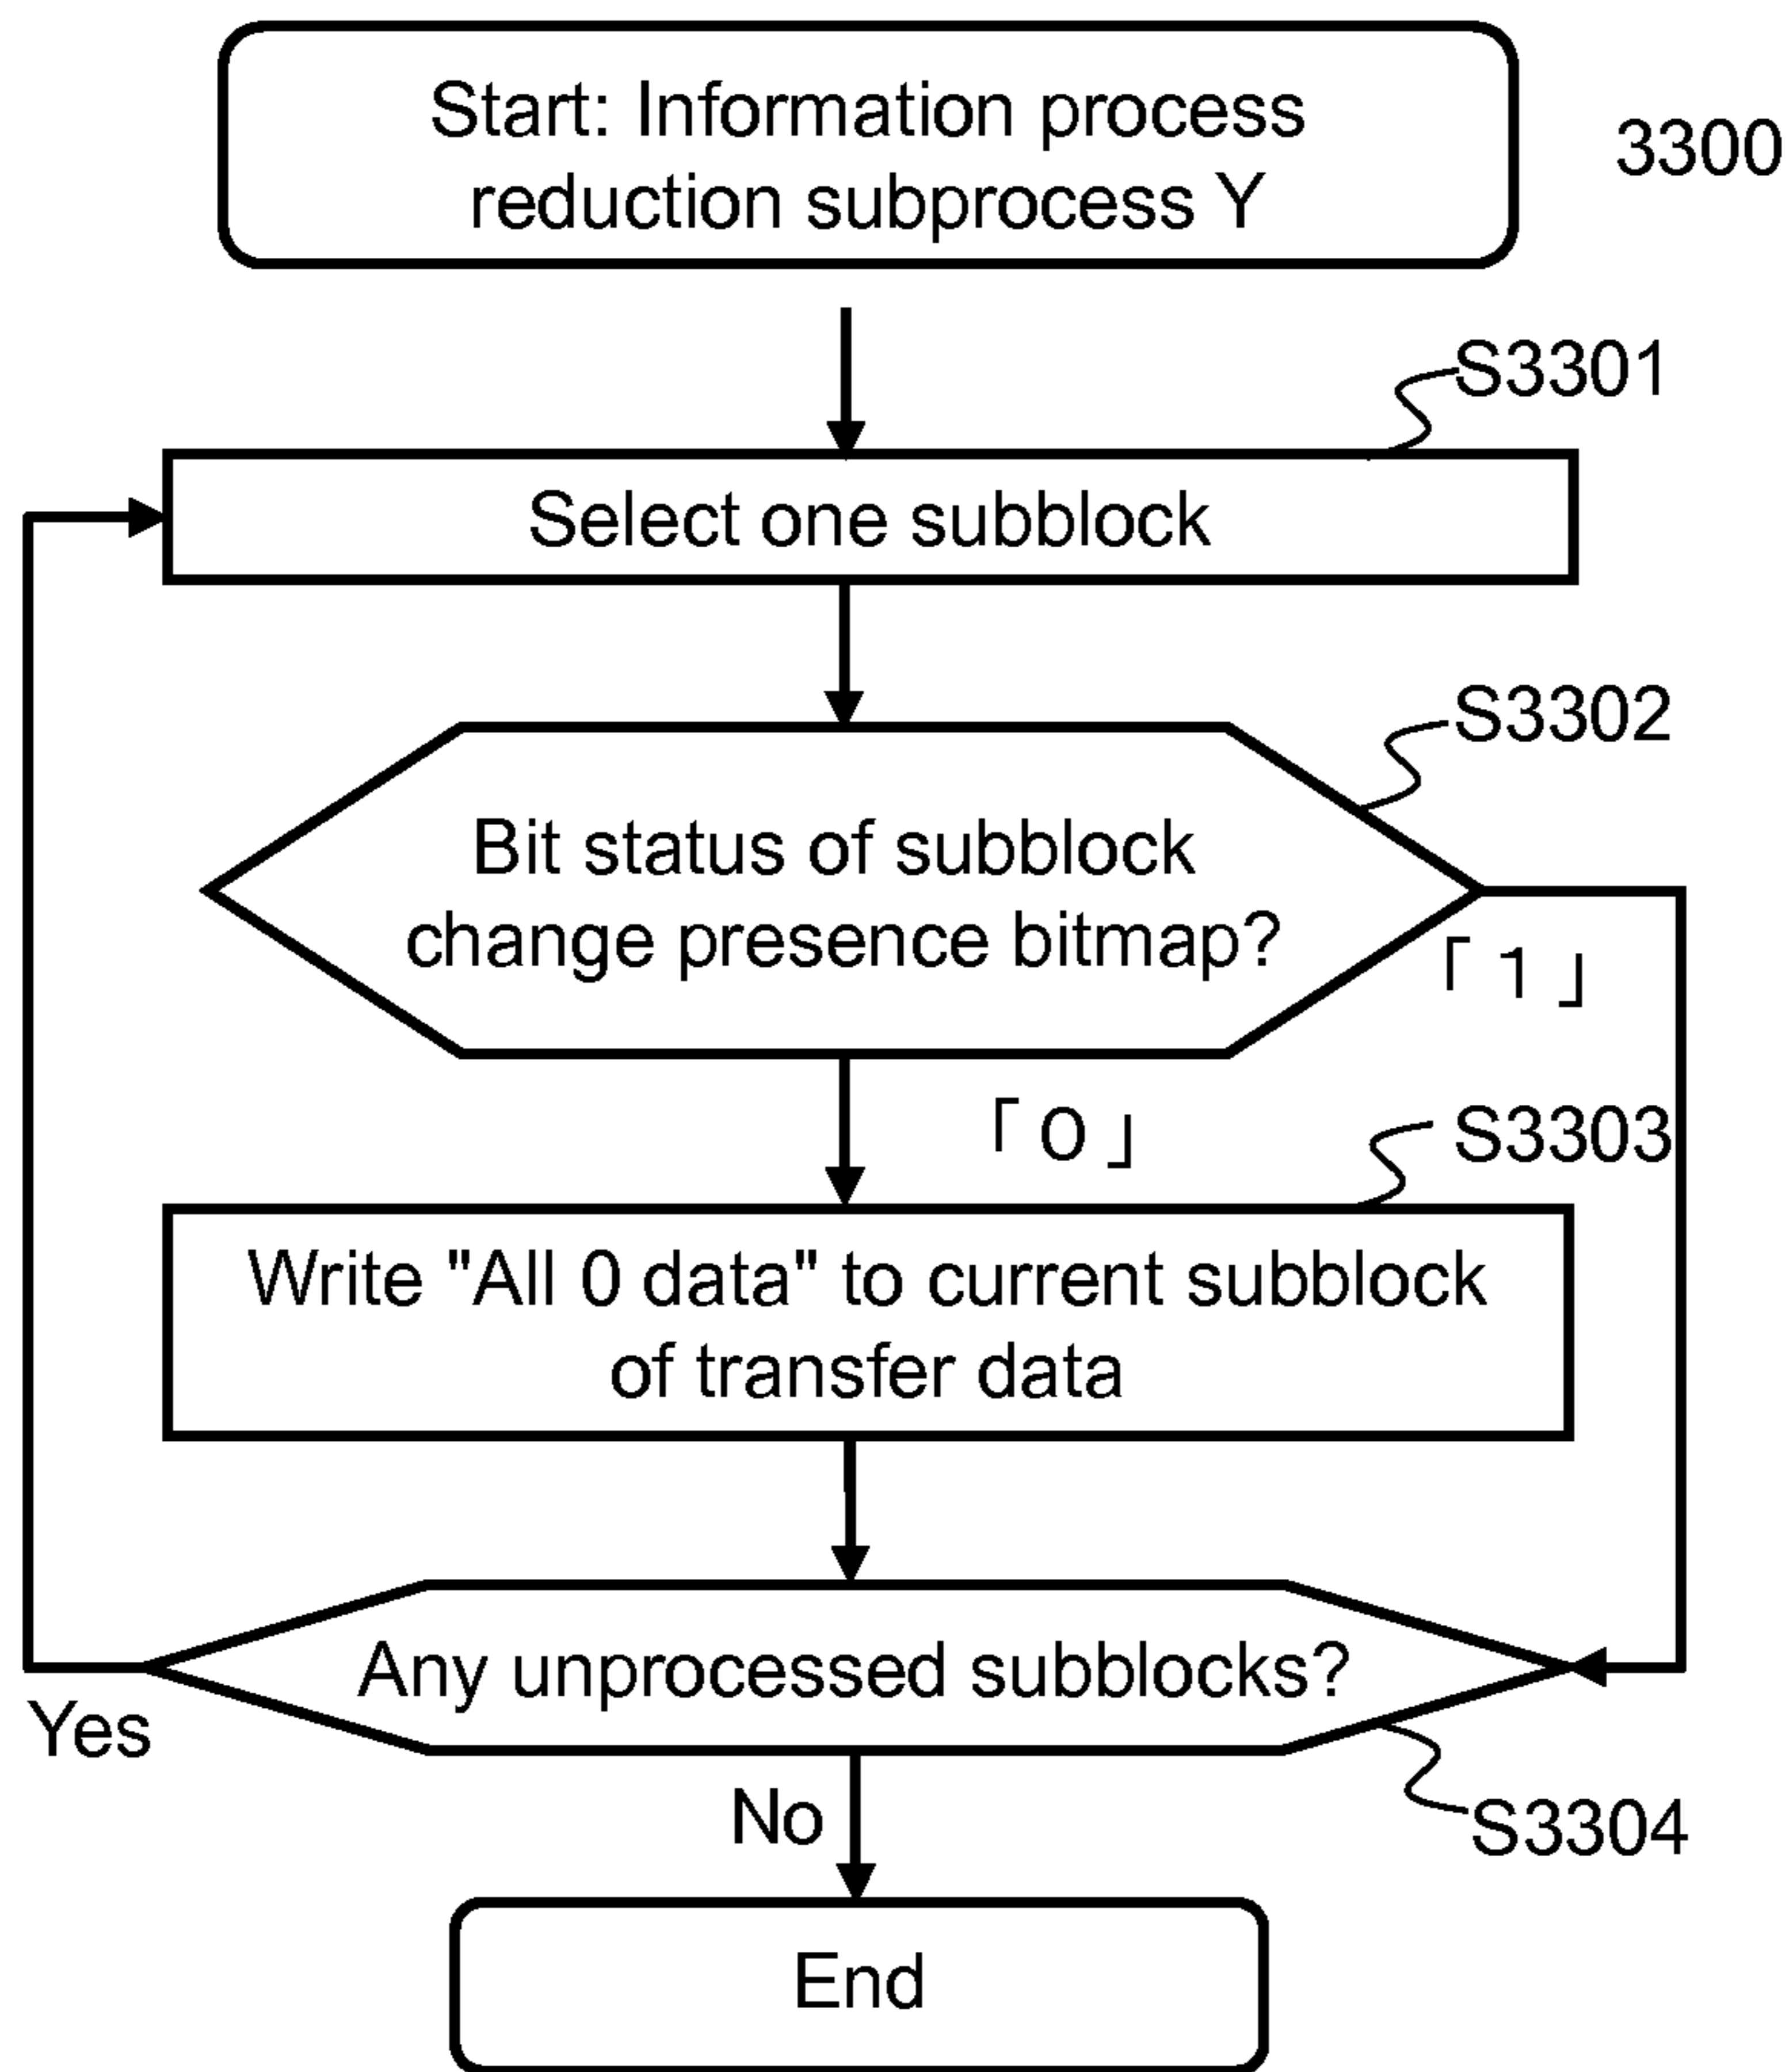 Start: Information process
reduction subprocess Y
3300
S3301
Select one subblock
S3302
Bit status of subblock
change presence bitmap?
「1」
「0」
S3303
Write "All 0 data" to current subblock
of transfer data
Any unprocessed subblocks?
Yes
No
S3304
End